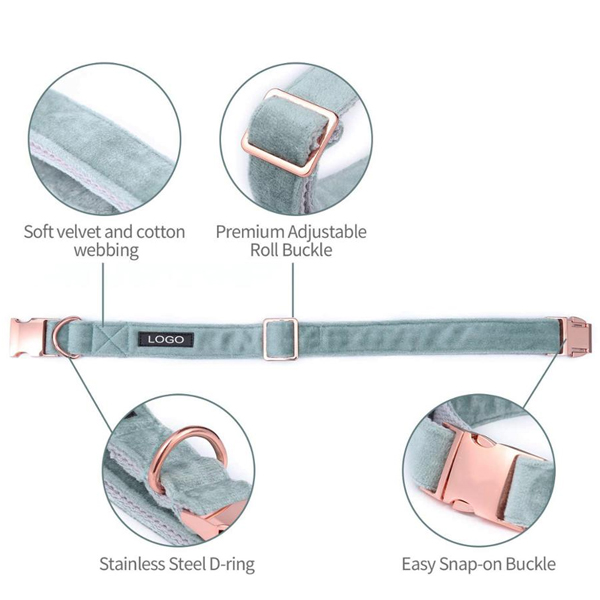 Soft velvet and cotton
webbing
Premium Adjustable
Roll Buckle
LOGO
Stainless Steel D-ring
Easy Snap-on Buckle